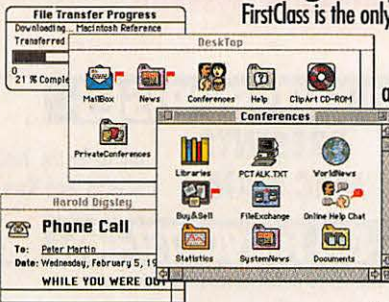 FirstClass is the only
File Transfer Progress
Downloading... Macintosh Reference
Transferred
0
21 % Comple
DeskTop
MailBox
News
Conferences
Help
ClipArt CD-ROM
PrivateConferences
Conferences
Libraries
PCTALK.TXT
WorldNews
Buy&Sell
FileExchange
Online Help Chat
Statistics
SystemNews
Documents
Harold Digsley
Phone Call
To: Peter Martin
Date: Wednesday, February 5, 19
WHILE YOU WERE OUT